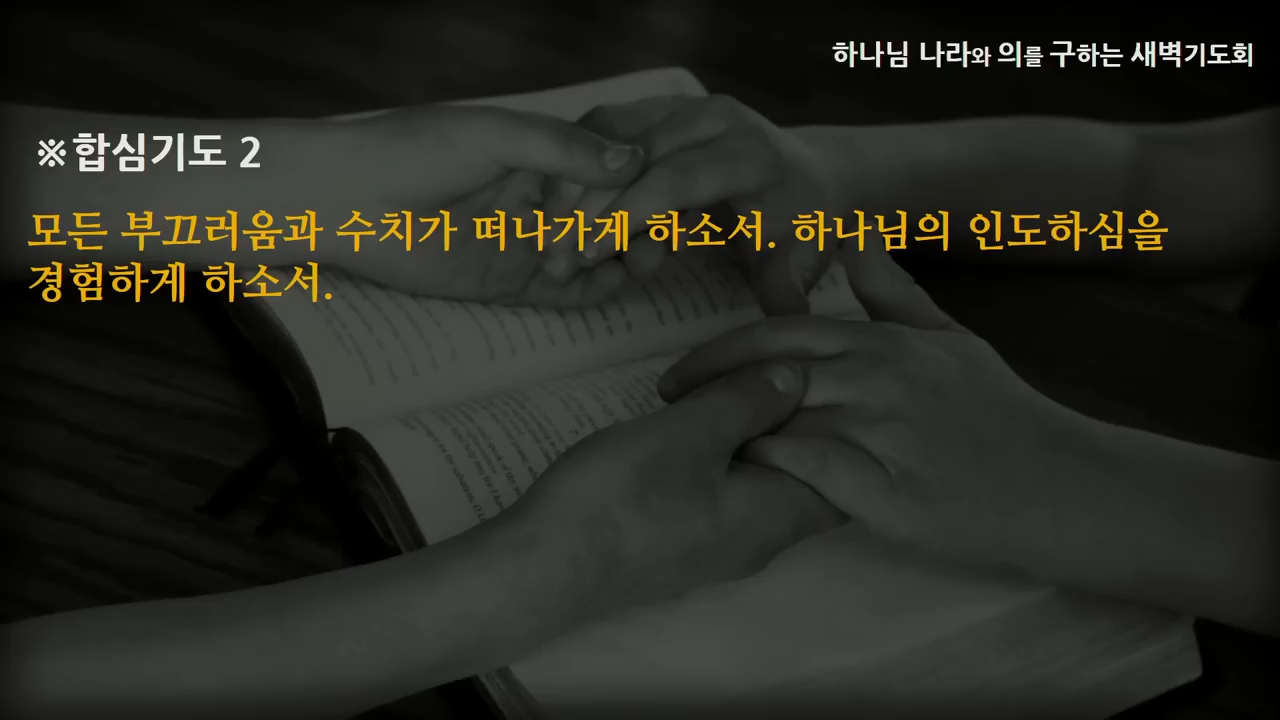 하나님 나라와 의를 구하는 새벽기도회
※합심기도 2
모든 부끄러움과 수치가 떠나가게 하소서. 하나님의 인도하심을
경험하게 하소서.